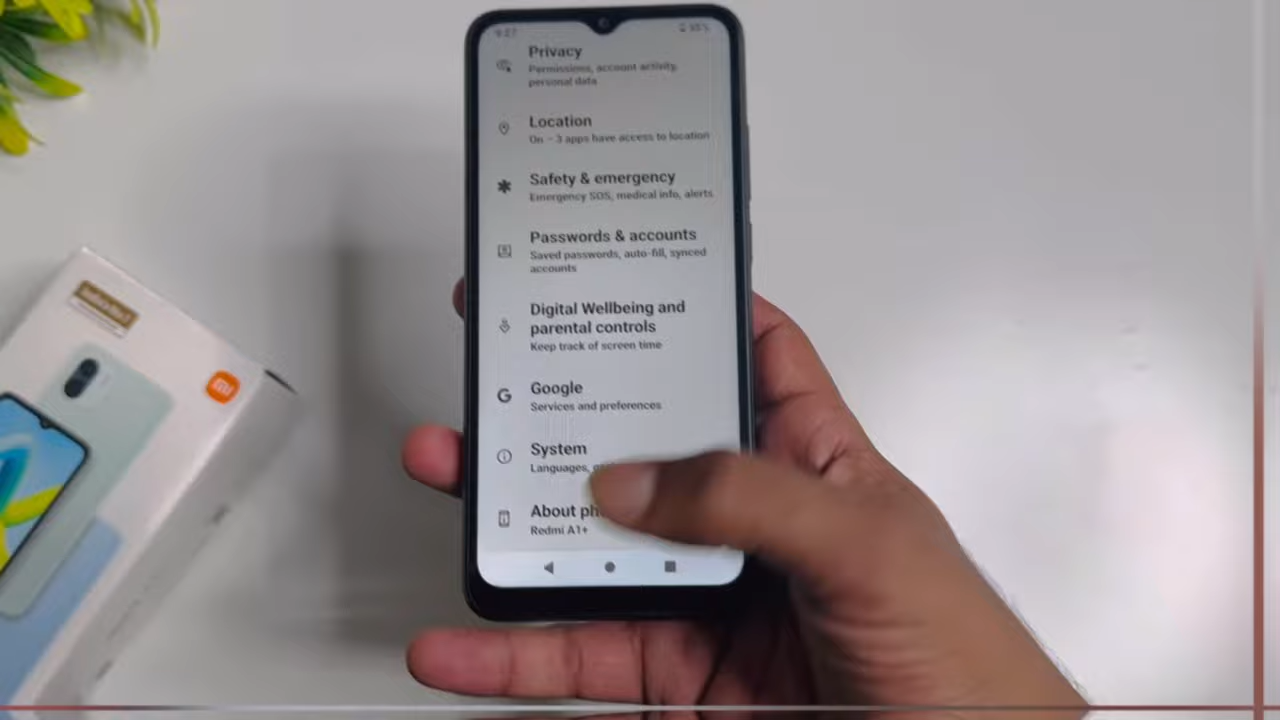 Privacy
Permissions, account activity,
personal data
Location
On - 3 apps have access to location
Safety & emergency
Emergency SOS, medical info, alerts
Passwords & accounts
Saved passwords, auto-fill, synced
accounts
Digital Wellbeing and
parental controls
Keep track of screen time
Google
Services and preferences
System
Languages,
About
Redmi A1+